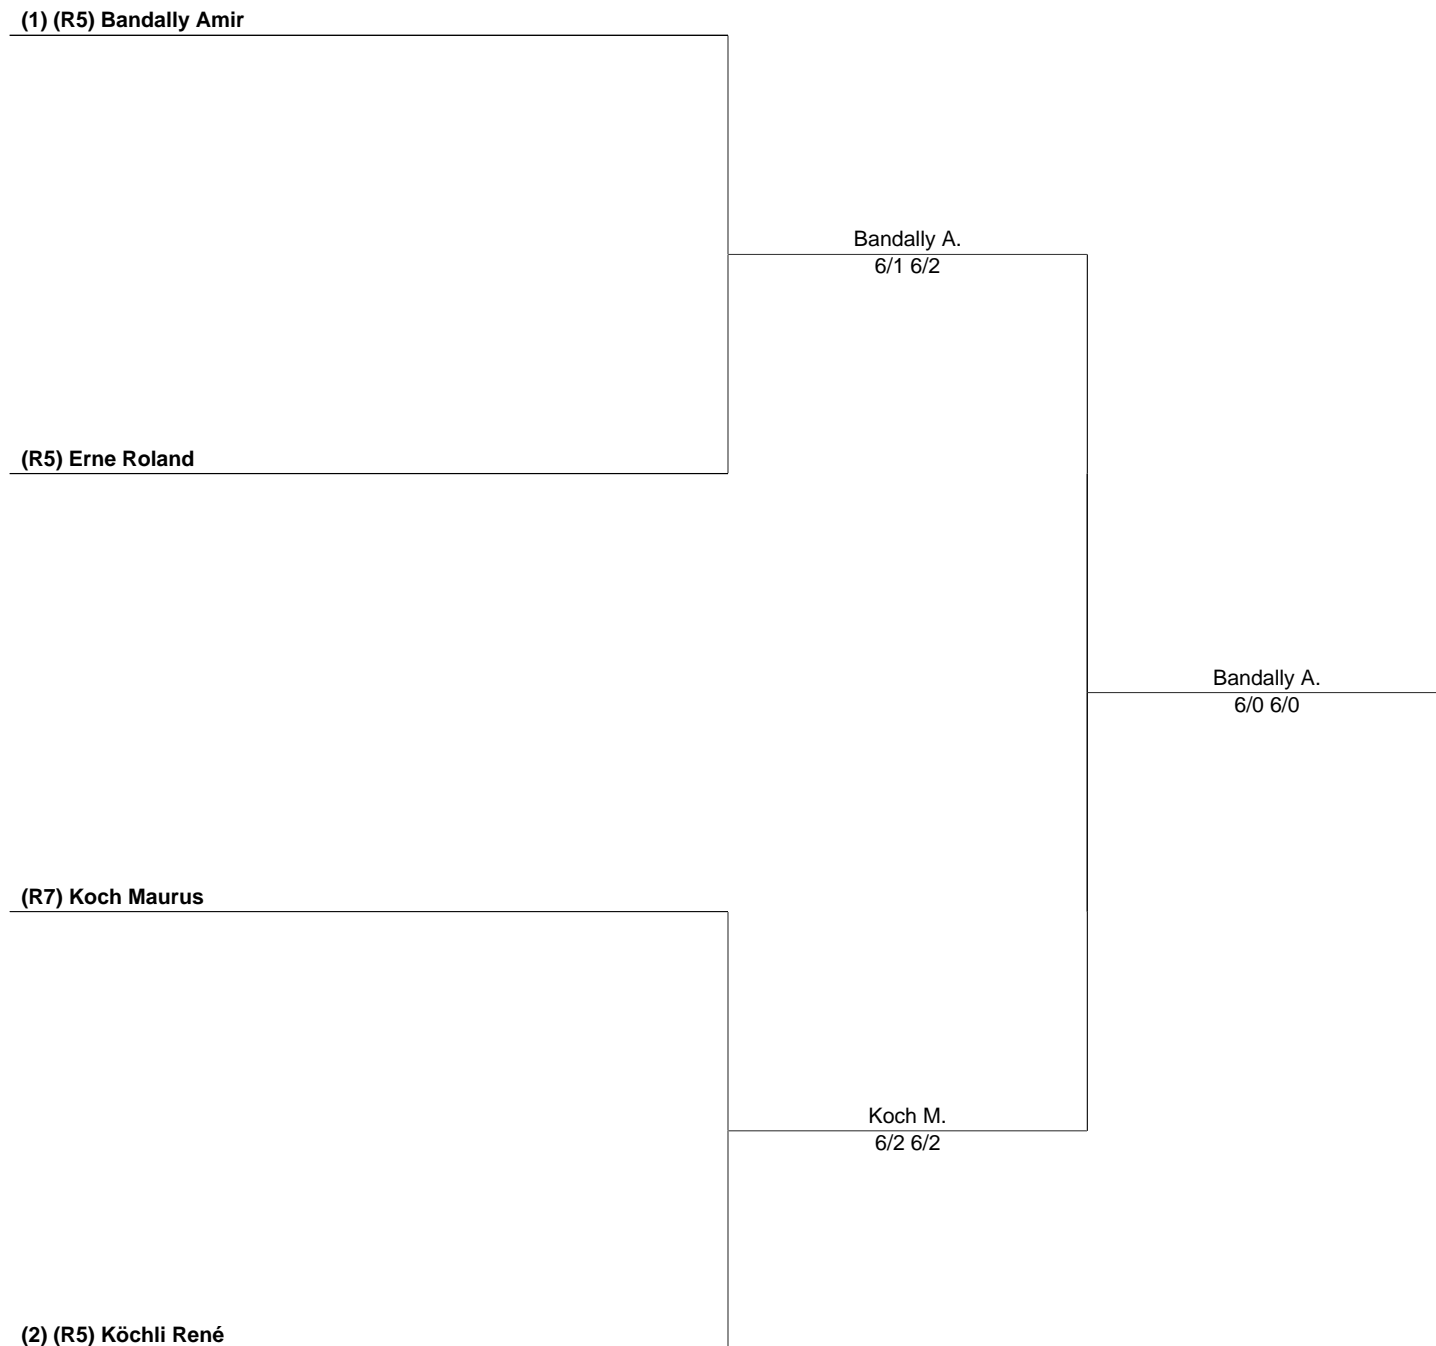 (1) (R5) Bandally Amir
Bandally A.
6/1 6/2
(R5) Erne Roland
Bandally A.
6/0 6/0
(R7) Koch Maurus
Koch M.
6/2 6/2
(2) (R5) Köchli René